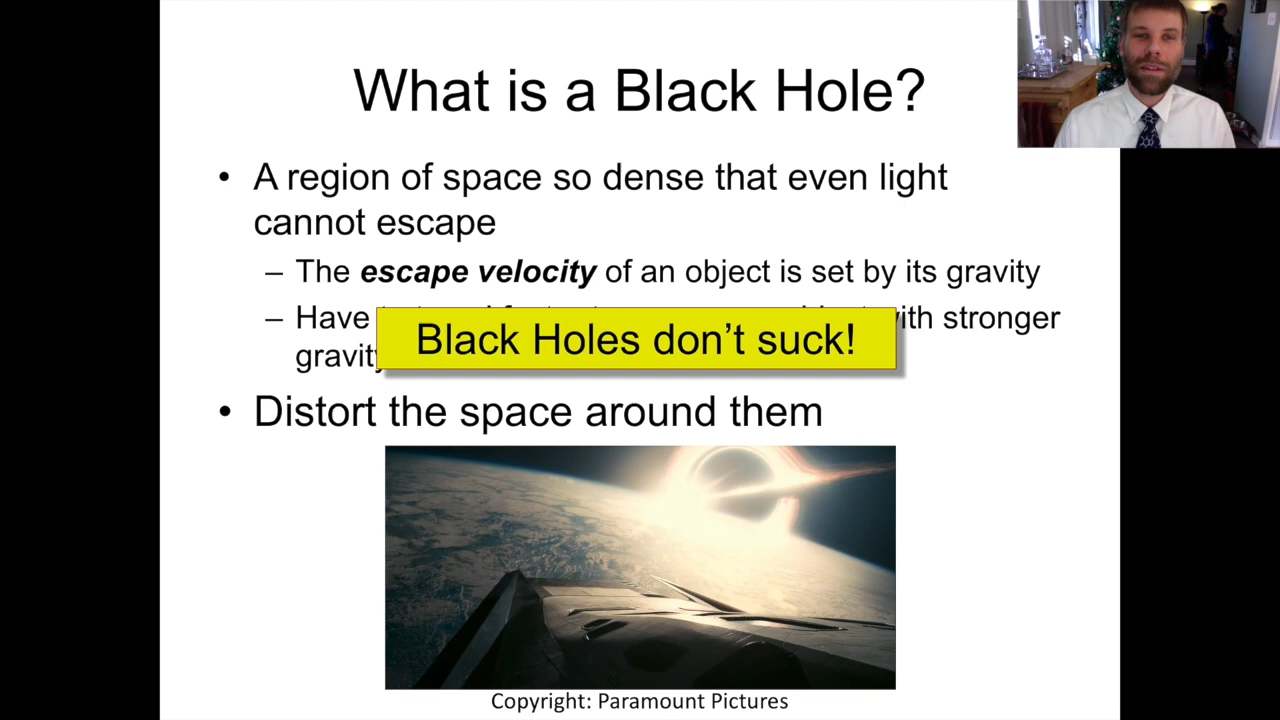 What is a Black Hole?
• A region of space so dense that even light
cannot escape
– The escape velocity of an object is set by its gravity
– Have with stronger
gravity
Black Holes don't suck!
• Distort the space around them
Copyright: Paramount Pictures